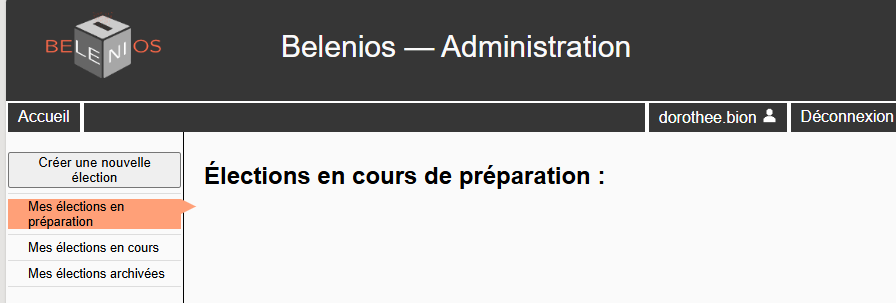 BELENIOS
Belenios — Administration
Accueil
dorothee.bion
Déconnexion
Créer une nouvelle
élection
Mes élections en
préparation
Mes élections en cours
Mes élections archivées
Élections en cours de préparation :